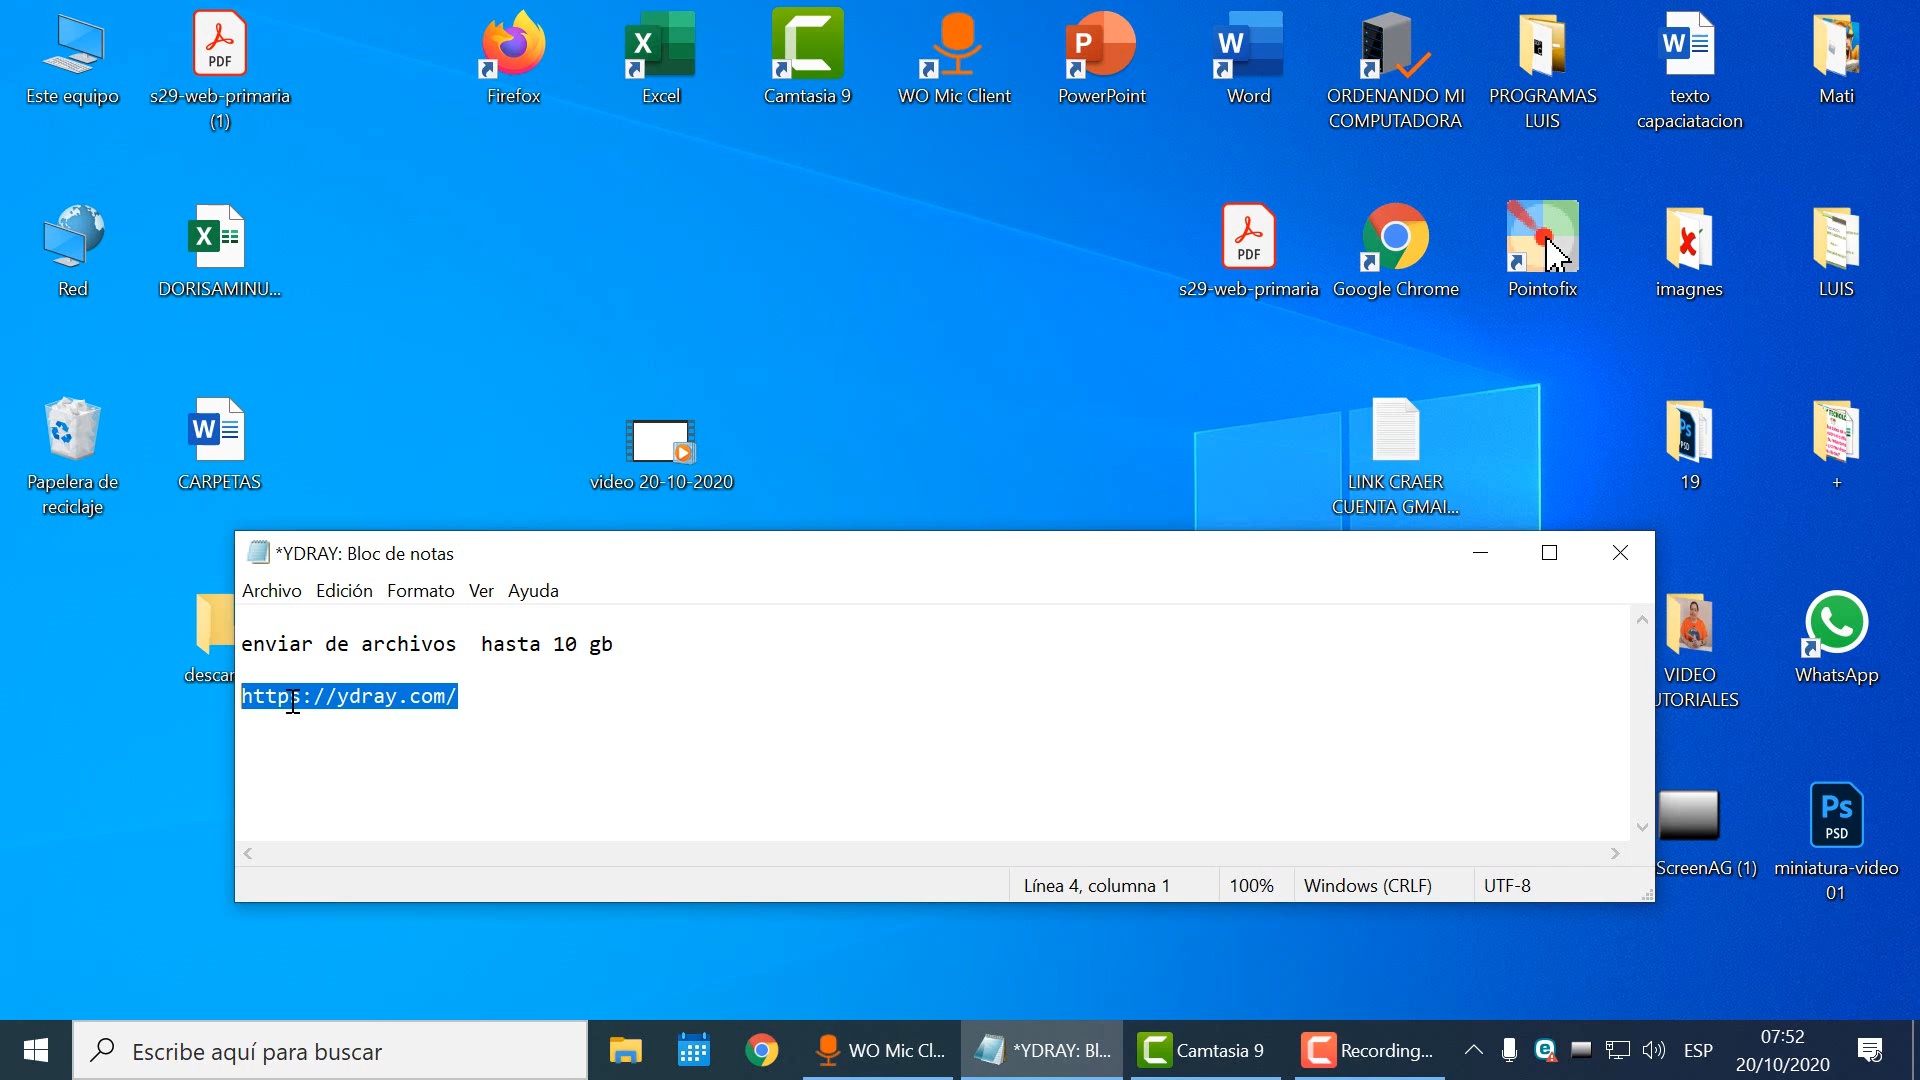 Este equipo
s29-web-primaria
(1)
Firefox
Excel
Camtasia 9
WO Mic Client
PowerPoint
Word
ORDENANDO MI
COMPUTADORA
PROGRAMAS
LUIS
texto
capaciatacion
Mati
Red
DORISAMINU...
PDF
s29-web-primaria
Google Chrome
Pointofix
imagnes
LUIS
Papelera de
reciclaje
CARPETAS
video 20-10-2020
LINK CRAER
CUENTA GMAI...
19
+
*YDRAY: Bloc de notas
Archivo Edición Formato Ver Ayuda
enviar de archivos  hasta 10 gb
https://ydray.com/
Línea 4, columna 1
100%
Windows (CRLF)
UTF-8
descar
VIDEO
UTORIALES
WhatsApp
ScreenAG (1)
Ps
PSD
miniatura-video
01
Escribe aquí para buscar
WO Mic Cl...
*YDRAY: Bl...
Camtasia 9
Recording...
ESP
07:52
20/10/2020